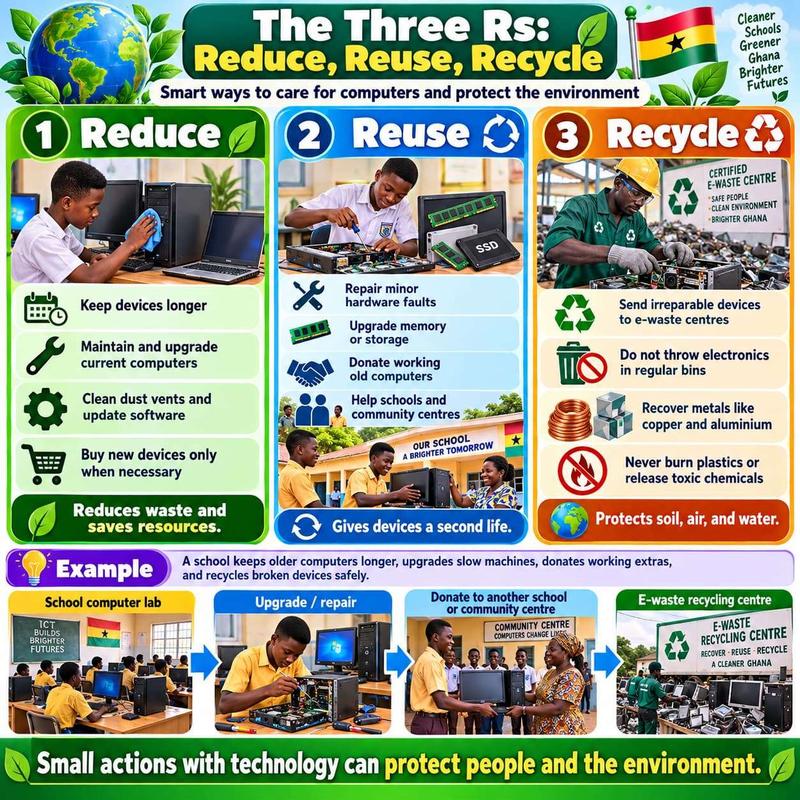 The Three Rs:
Reduce, Reuse, Recycle
Smart ways to care for computers and protect the environment
Cleaner
Schools
Greener
Ghana
Brighter
Futures
1 Reduce
Keep devices longer
Maintain and upgrade
current computers
Clean dust vents and
update software
Buy new devices only
when necessary
Reduces waste and
saves resources.
2 Reuse
SSD
Repair minor
hardware faults
Upgrade memory
or storage
Donate working
old computers
Help schools and
community centres
OUR SCHOOL
A BRIGHTER TOMORROW
Gives devices a second life.
3 Recycle
CERTIFIED
E-WASTE CENTRE
• SAFE PEOPLE
• CLEAN ENVIRONMENT
• BRIGHTER GHANA
Send irreparable devices
to e-waste centres
Do not throw electronics
in regular bins
Recover metals like
copper and aluminium
Never burn plastics or
release toxic chemicals
Protects soil, air, and water.
Example
A school keeps older computers longer, upgrades slow machines, donates working extras,
and recycles broken devices safely.
School computer lab
ICT
BUILDS
BRIGHTER
FUTURES
Upgrade / repair
Donate to another school
or community centre
COMMUNITY CENTRE
COMPUTERS CHANGE
E-waste recycling centre
E-WASTE
RECYCLING CENTRE
RECOVER · REUSE · RECYCLE
A CLEANER GHANA
Small actions with technology can protect people and the environment.